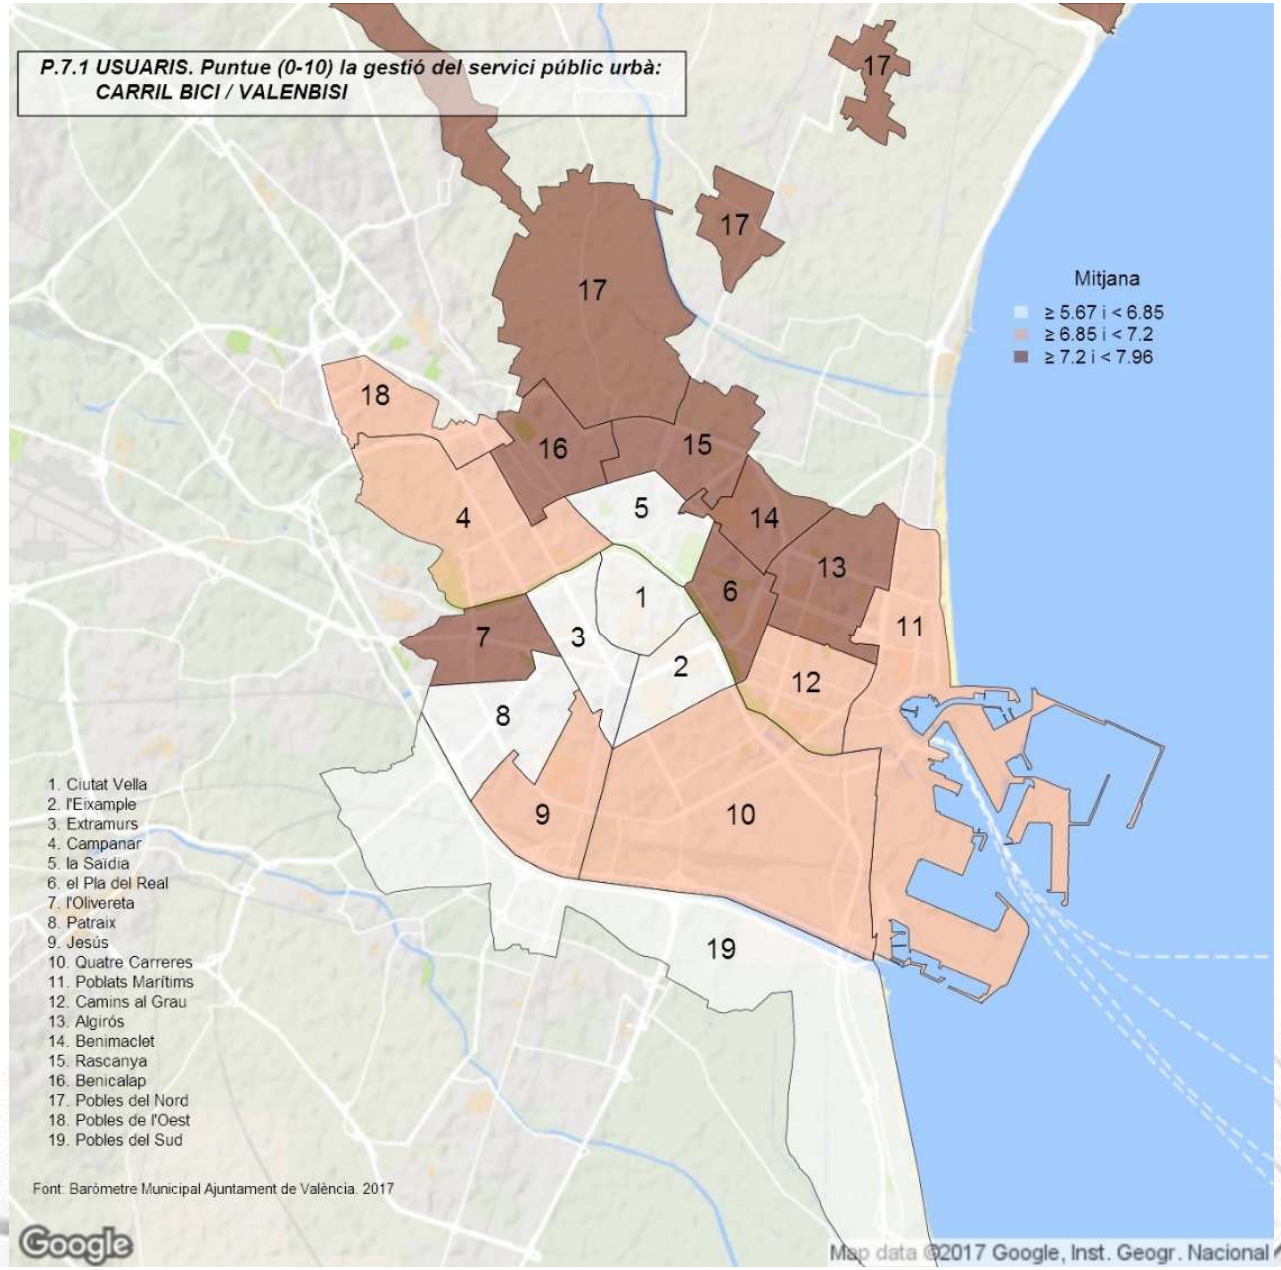 P.7.1 USUARIS. Puntue (0-10) la gestió del servici públic urbà:
CARRIL BICI / VALENBISI
17
17
17
Mitjana
≥ 5.67 i < 6.85
≥ 6.85 i < 7.2
≥ 7.2 i < 7.96
18
16
15
5
14
4
13
6
1
11
3
7
2
12
8
9
10
19
1. Ciutat Vella
2. l'Eixample
3. Extramurs
4. Campanar
5. la Saïdia
6. el Pla del Real
7. l'Olivereta
8. Patraix
9. Jesús
10. Quatre Carreres
11. Poblats Marítims
12. Camins al Grau
13. Algirós
14. Benimaclet
15. Rascanya
16. Benicalap
17. Pobles del Nord
18. Pobles de l'Oest
19. Pobles del Sud
Font: Baròmetre Municipal Ajuntament de València. 2017
Google
Map data ©2017 Google, Inst. Geogr. Nacional